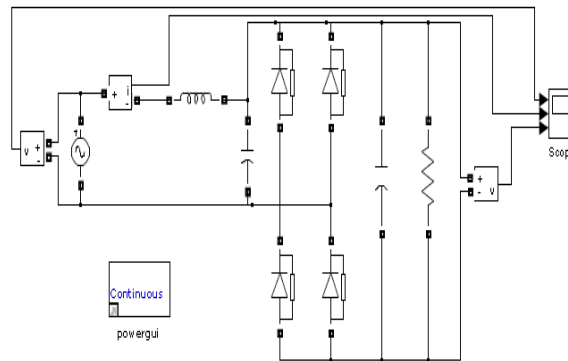 + i -
v + -
+
+ - v
Scop
Continuous
powergui